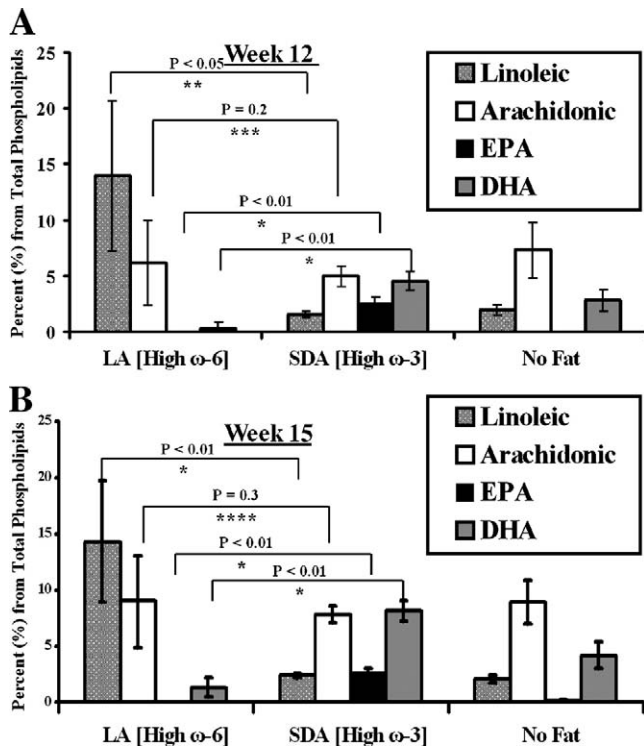 A
Week 12
25
20
15
10
5
0
Percent (%) from Total Phospholipids
P < 0.05
**
P = 0.2
***
P < 0.01
*
P < 0.01
*
Linoleic
Arachidonic
EPA
DHA
LA [High ω-6]
SDA [High ω-3]
No Fat
B
Week 15
25
20
15
10
5
0
Percent (%) from Total Phospholipids
P < 0.01
*
P = 0.3
****
P < 0.01
*
P < 0.01
*
Linoleic
Arachidonic
EPA
DHA
LA [High ω-6]
SDA [High ω-3]
No Fat